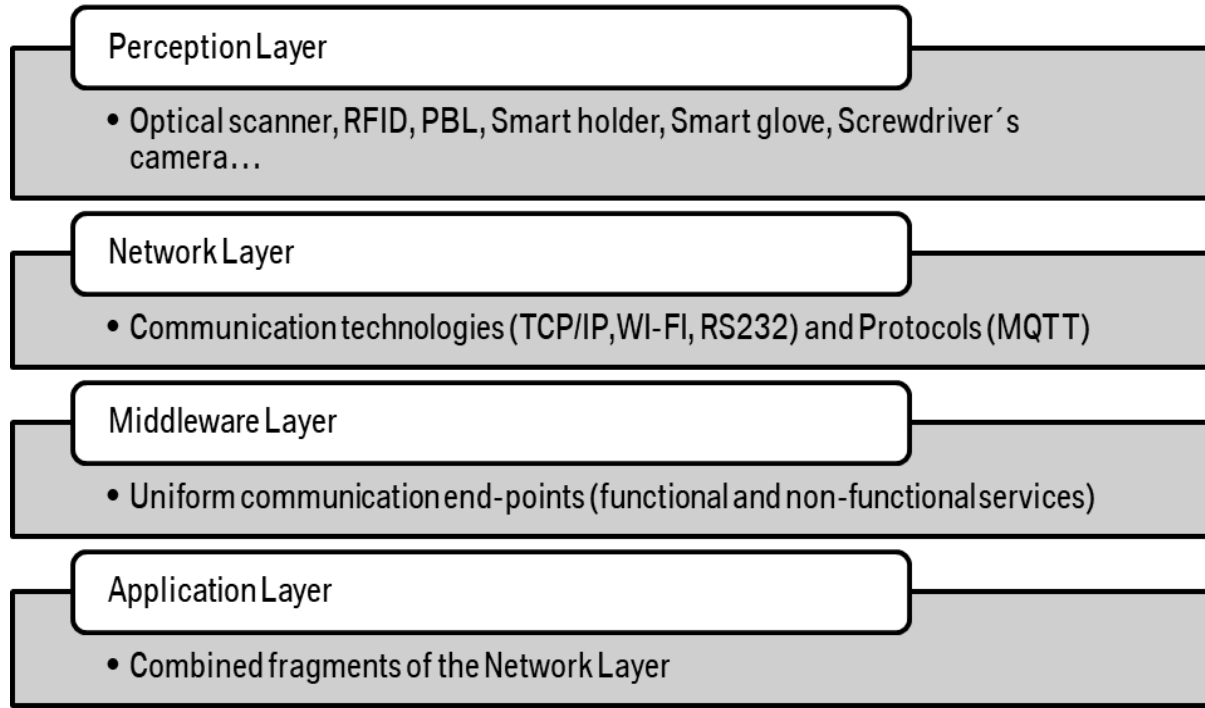 Perception Layer
• Optical scanner, RFID, PBL, Smart holder, Smart glove, Screwdriver´s
camera...
Network Layer
• Communication technologies (TCP/IP,WI-FI, RS232) and Protocols (MQTT)
Middleware Layer
• Uniform communication end-points (functional and non-functional services)
Application Layer
• Combined fragments of the Network Layer